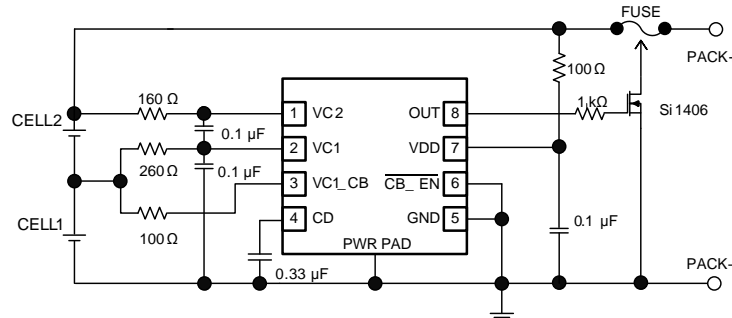 FUSE
PACK-
100 Ω
Si1406
160 Ω
CELL2
0.1 µF
1 VC2
OUT 8
1 kΩ
260 Ω
2 VC1
VDD 7
0.1 µF
3 VC1_CB
CB_EN 6
CELL1
100 Ω
4 CD
GND 5
0.1 µF
PWR PAD
0.33 µF
PACK-